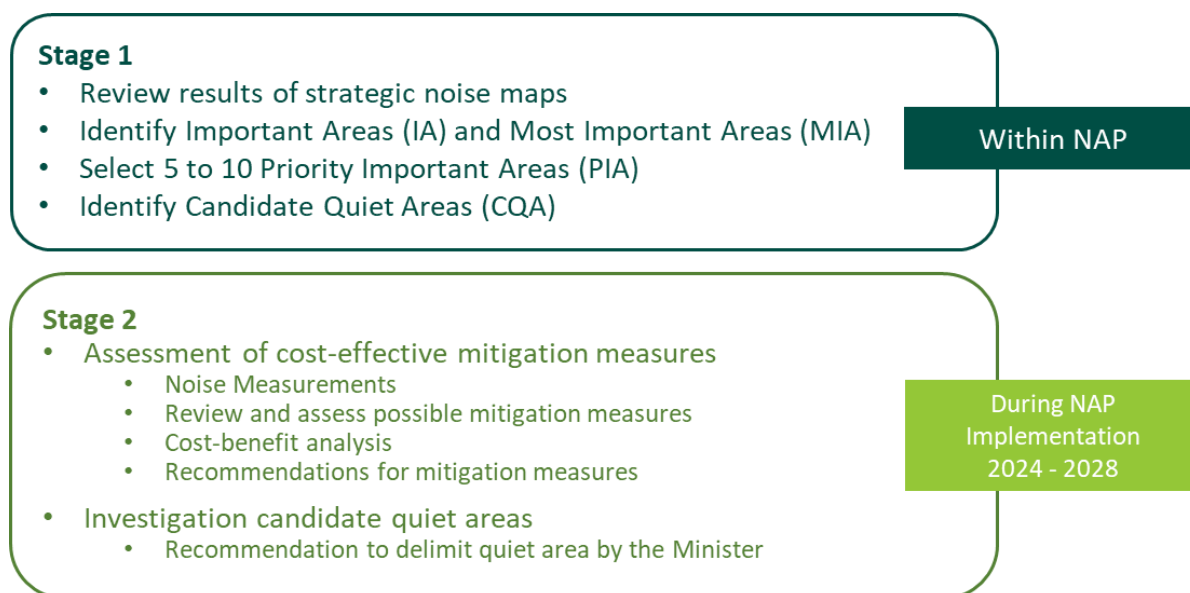 Stage 1
• Review results of strategic noise maps
• Identify Important Areas (IA) and Most Important Areas (MIA)
• Select 5 to 10 Priority Important Areas (PIA)
• Identify Candidate Quiet Areas (CQA)
Within NAP
Stage 2
• Assessment of cost-effective mitigation measures
• Noise Measurements
• Review and assess possible mitigation measures
• Cost-benefit analysis
• Recommendations for mitigation measures
• Investigation candidate quiet areas
• Recommendation to delimit quiet area by the Minister
During NAP
Implementation
2024 - 2028